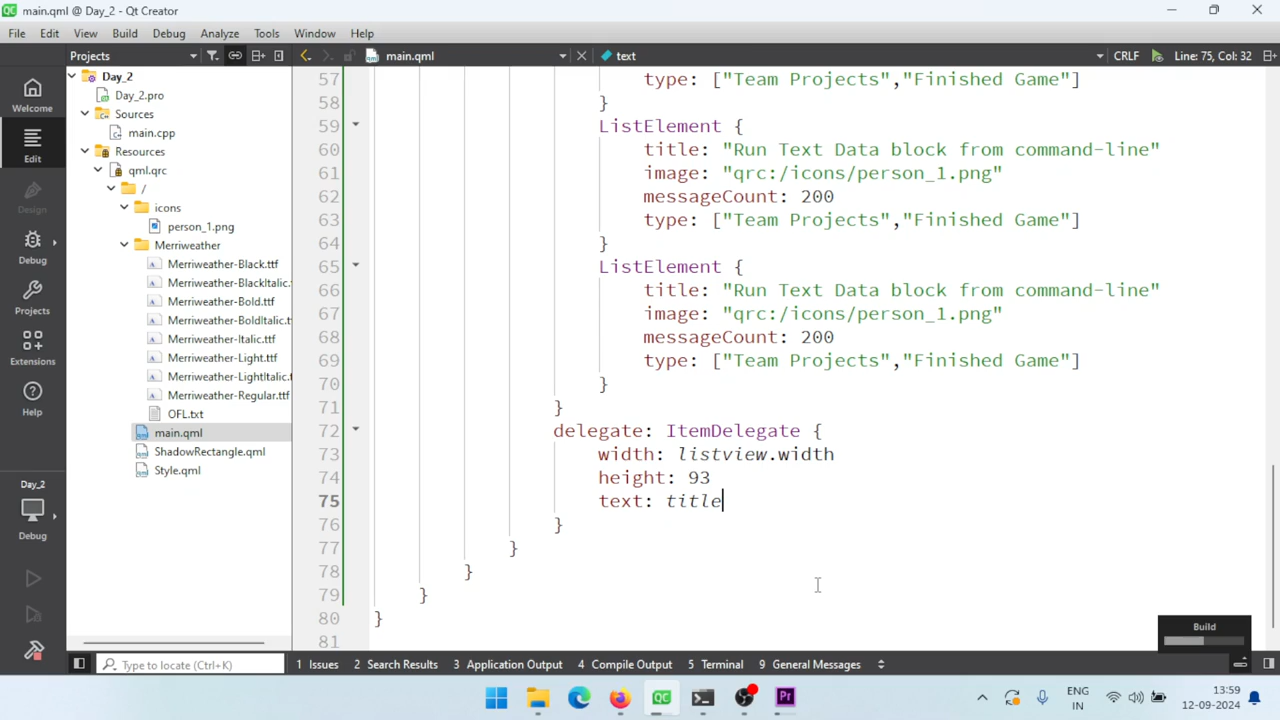 main.qml @ Day_2 - Qt Creator
File Edit View Build Debug Analyze Tools Window Help
Projects main.qml text CRLF Line: 75, Col: 32
Welcome
Edit
Design
Debug
Projects
Extensions
Help
Day_2
Debug
Day_2
Day_2.pro
Sources
main.cpp
Resources
qml.qrc
/
icons
person_1.png
Merriweather
Merriweather-Black.ttf
Merriweather-BlackItalic.
Merriweather-Bold.ttf
Merriweather-BoldItalic.t
Merriweather-Italic.ttf
Merriweather-Light.ttf
Merriweather-LightItalic.t
Merriweather-Regular.ttf
OFL.txt
main.qml
ShadowRectangle.qml
Style.qml
57 type: ["Team Projects","Finished Game"]
58 }
59 ListElement {
60 title: "Run Text Data block from command-line"
61 image: "qrc:/icons/person_1.png"
62 messageCount: 200
63 type: ["Team Projects","Finished Game"]
64 }
65 ListElement {
66 title: "Run Text Data block from command-line"
67 image: "qrc:/icons/person_1.png"
68 messageCount: 200
69 type: ["Team Projects","Finished Game"]
70 }
71 }
72 delegate: ItemDelegate {
73 width: listview.width
74 height: 93
75 text: title
76 }
77 }
78 }
79 }
80 }
81
Build
Type to locate (Ctrl+K) 1 Issues 2 Search Results 3 Application Output 4 Compile Output 5 Terminal 9 General Messages
ENG
IN
13:59
12-09-2024